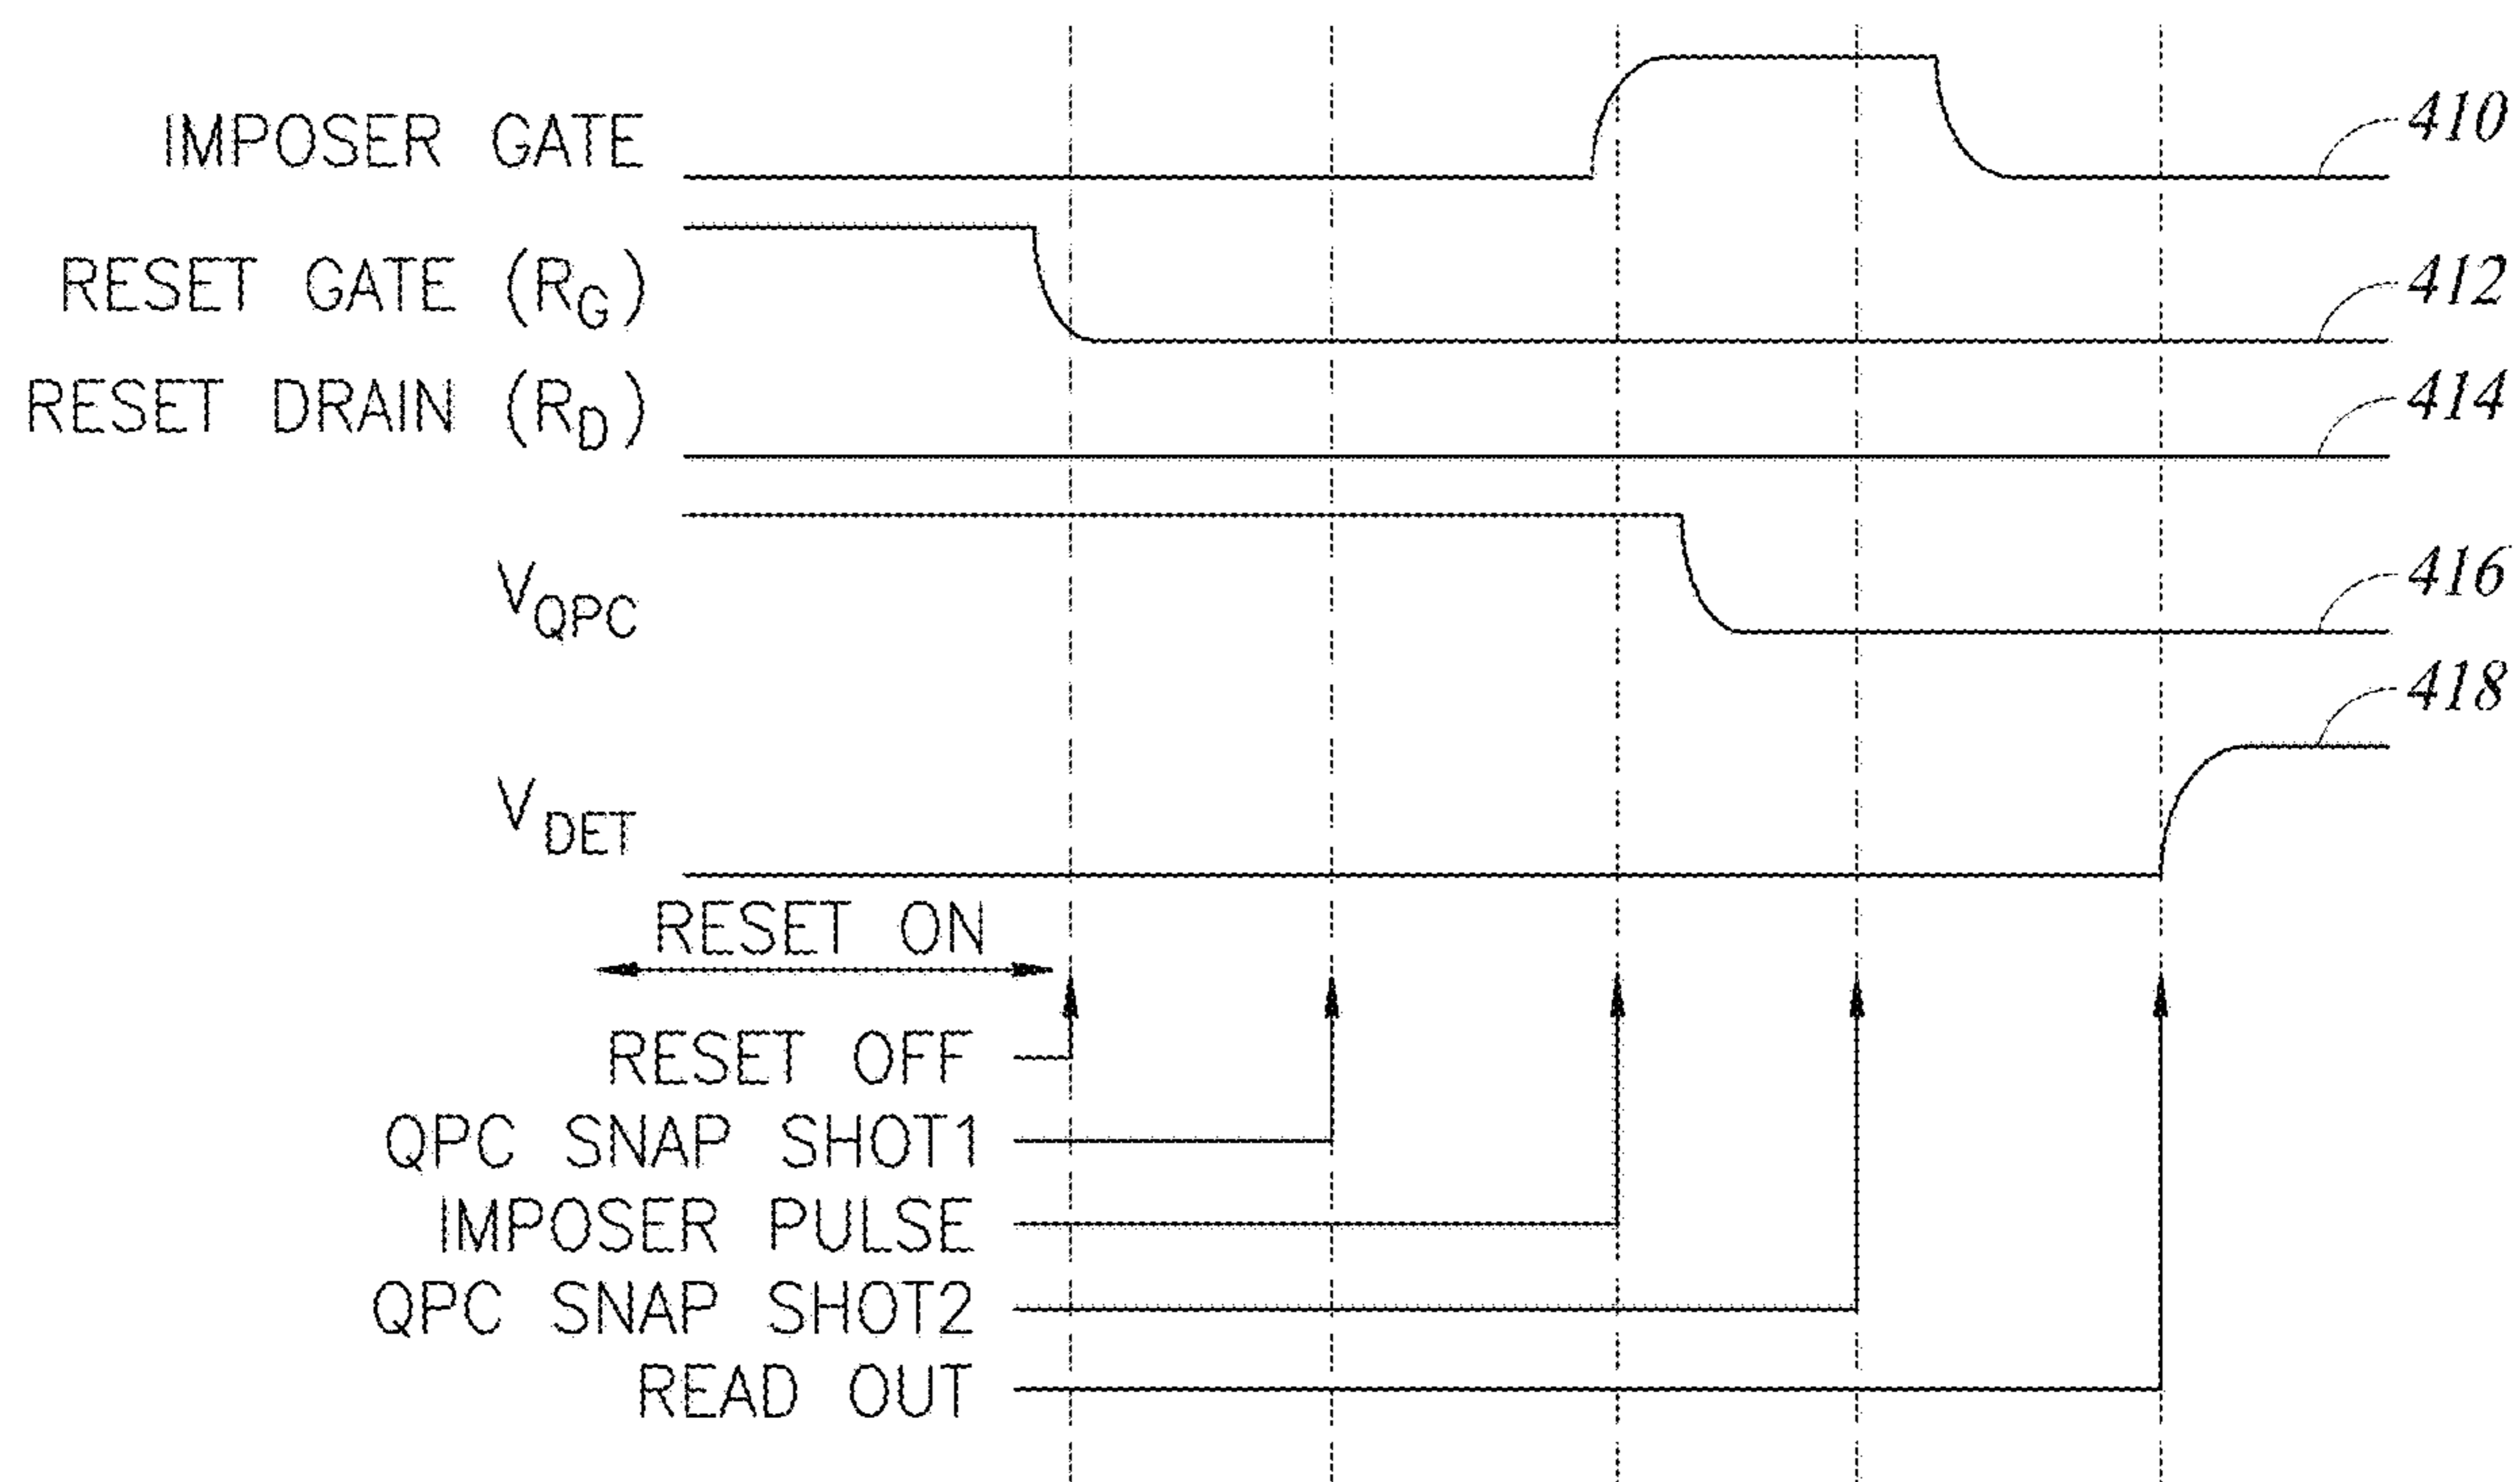 IMPOSER GATE
410
RESET GATE (RG)
412
RESET DRAIN (RD)
414
VQPC
416
418
VDET
RESET ON
RESET OFF
QPC SNAP SHOT1
IMPOSER PULSE
QPC SNAP SHOT2
READ OUT